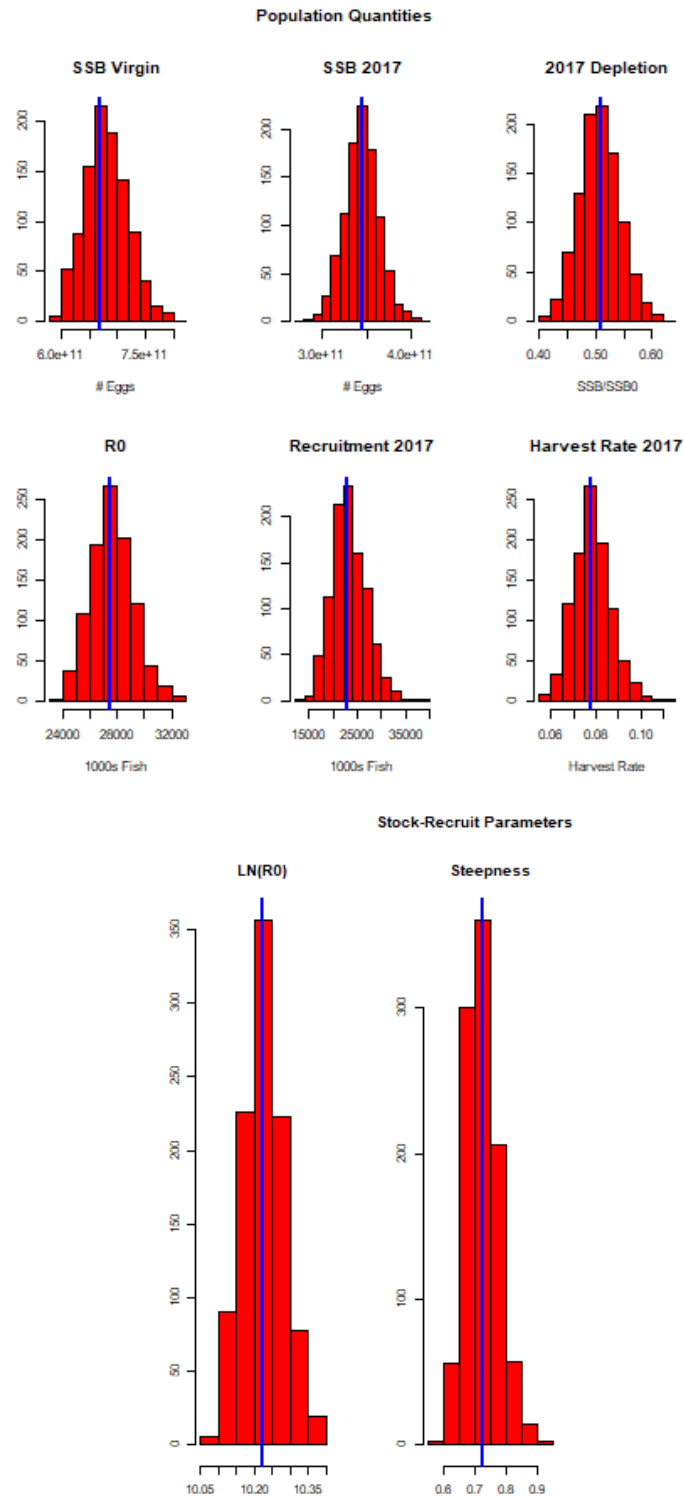 Population Quantities
SSB Virgin SSB 2017 2017 Depletion
200 200 200
150 150 150
100 100 100
50 50 50
0 0 0
6.0e+11 7.5e+11 3.0e+11 4.0e+11 0.40 0.50 0.60
# Eggs # Eggs SSB/SSB0
R0 Recruitment 2017 Harvest Rate 2017
250 200 250
200 150 200
150 100 150
100 50 100
50 0 50
0 0
24000 28000 32000 15000 25000 35000 0.06 0.08 0.10
1000s Fish 1000s Fish Harvest Rate
Stock-Recruit Parameters
LN(R0) Steepness
350
300 300
250
200 200
150
100 100
50
0 0
10.05 10.20 10.35 0.6 0.7 0.8 0.9